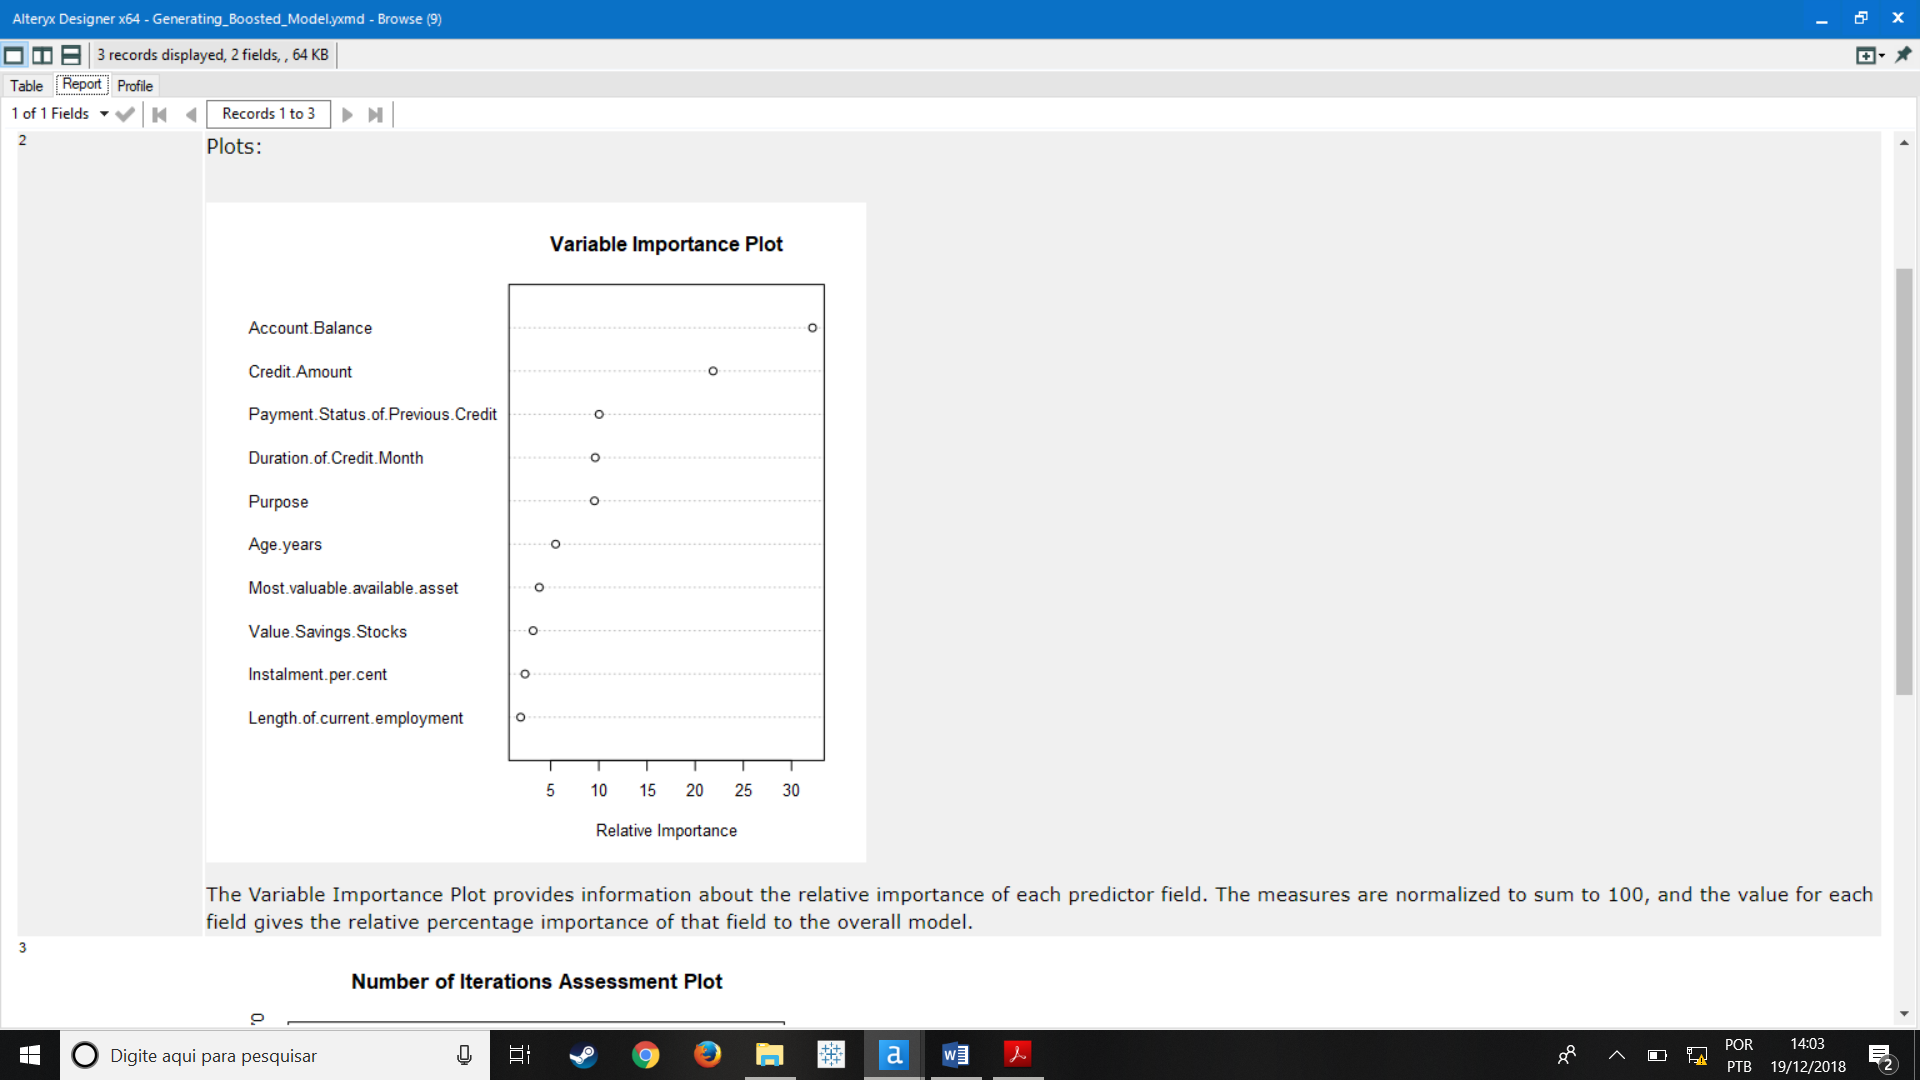 Alteryx Designer x64 - Generating_Boosted_Model.yxmd - Browse (9)
3 records displayed, 2 fields, , 64 KB
Table Report Profile
1 of 1 Fields Records 1 to 3
2
Plots:
Variable Importance Plot
Account.Balance
Credit.Amount
Payment.Status.of.Previous.Credit
Duration.of.Credit.Month
Purpose
Age.years
Most.valuable.available.asset
Value.Savings.Stocks
Instalment.per.cent
Length.of.current.employment
5 10 15 20 25 30
Relative Importance
The Variable Importance Plot provides information about the relative importance of each predictor field. The measures are normalized to sum to 100, and the value for each
field gives the relative percentage importance of that field to the overall model.
3
Number of Iterations Assessment Plot
Digite aqui para pesquisar
POR
PTB
14:03
19/12/2018
2